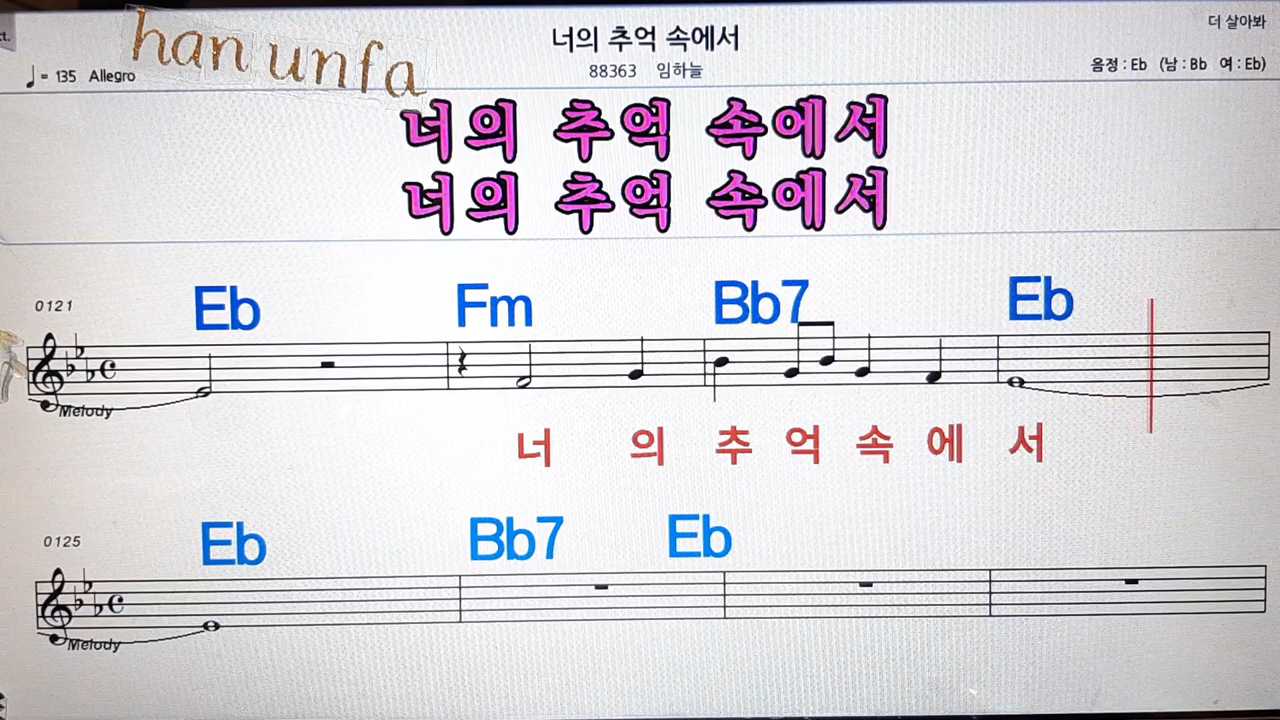 ct.
han unfa
너의 추억 속에서
더 살아봐
♩= 135 Allegro
88363 임하늘
음정 : Eb (남 : Bb 여 : Eb)
너의 추억 속에서
너의 추억 속에서
0121 Eb Fm Bb7 Eb
Melody
너 의 추 억 속 에 서
0125 Eb Bb7 Eb
Melody